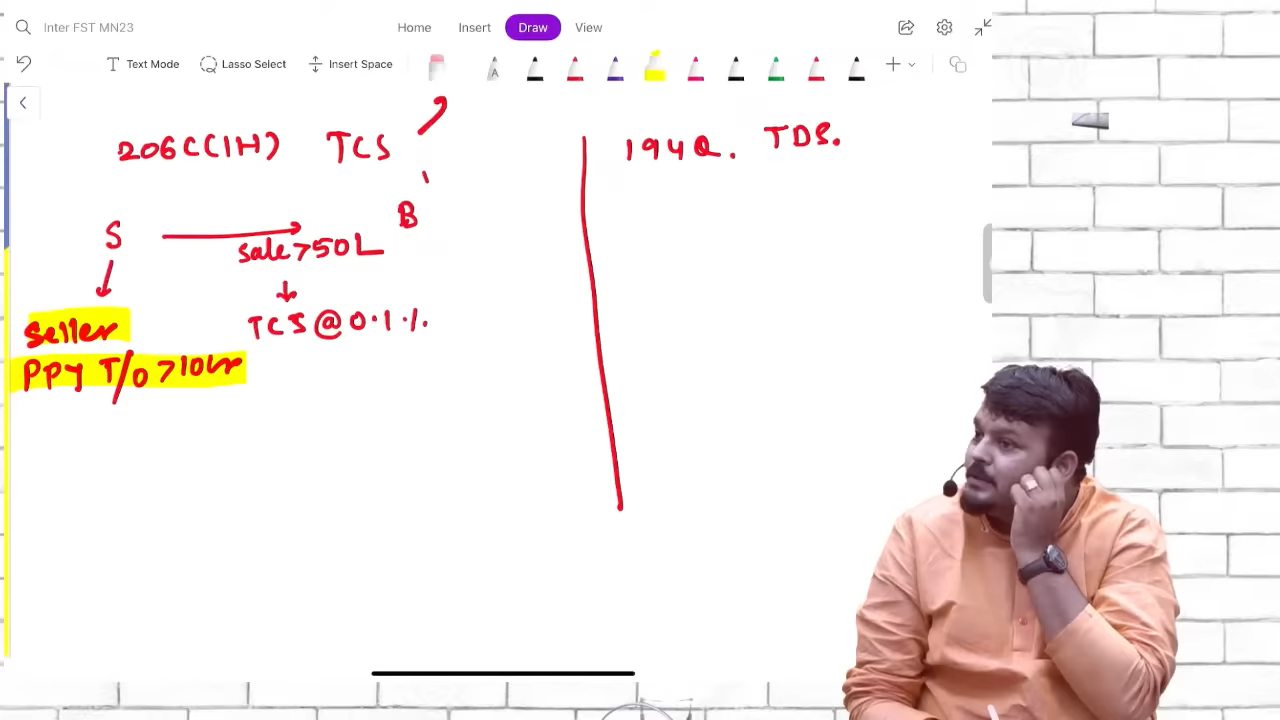 Inter FST MN23
Home Insert Draw View
Text Mode Lasso Select Insert Space
A
206C(1H) TCS
194Q. TDS.
S B
Sale>50L
TCS@0.1%.
Seller
PPY T/O >10Cr